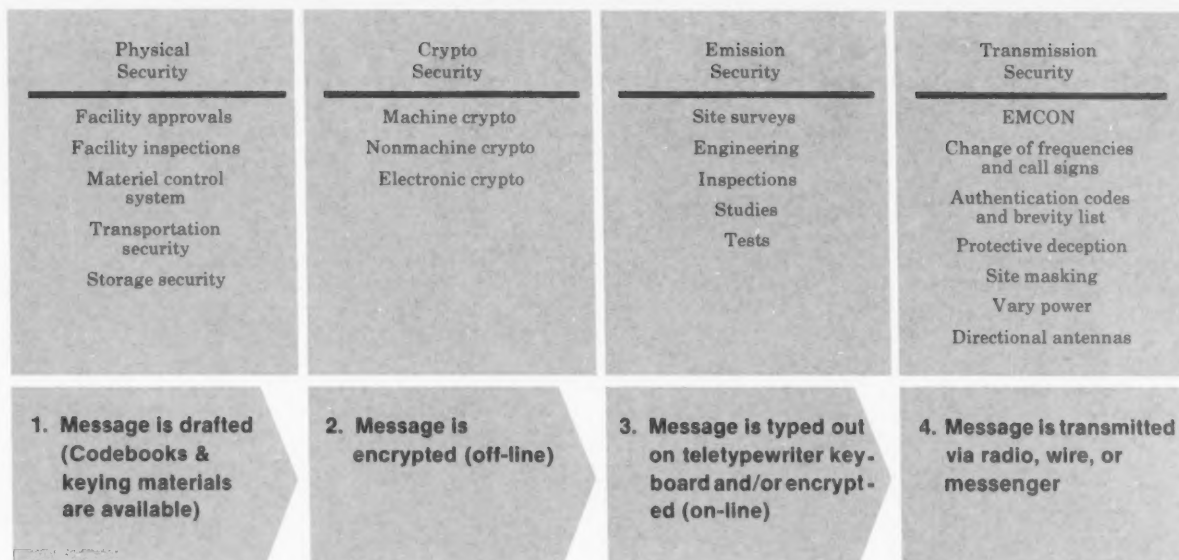 Physical
Security
Facility approvals
Facility inspections
Materiel control
system
Transportation
security
Storage security
Crypto
Security
Machine crypto
Nonmachine crypto
Electronic crypto
Emission
Security
Site surveys
Engineering
Inspections
Studies
Tests
Transmission
Security
EMCON
Change of frequencies
and call signs
Authentication codes
and brevity list
Protective deception
Site masking
Vary power
Directional antennas
1. Message is drafted
(Codebooks &
keying materials
are available)
2. Message is
encrypted (off-line)
3. Message is typed out
on teletypewriter key-
board and/or encrypt-
ed (on-line)
4. Message is transmitted
via radio, wire, or
messenger